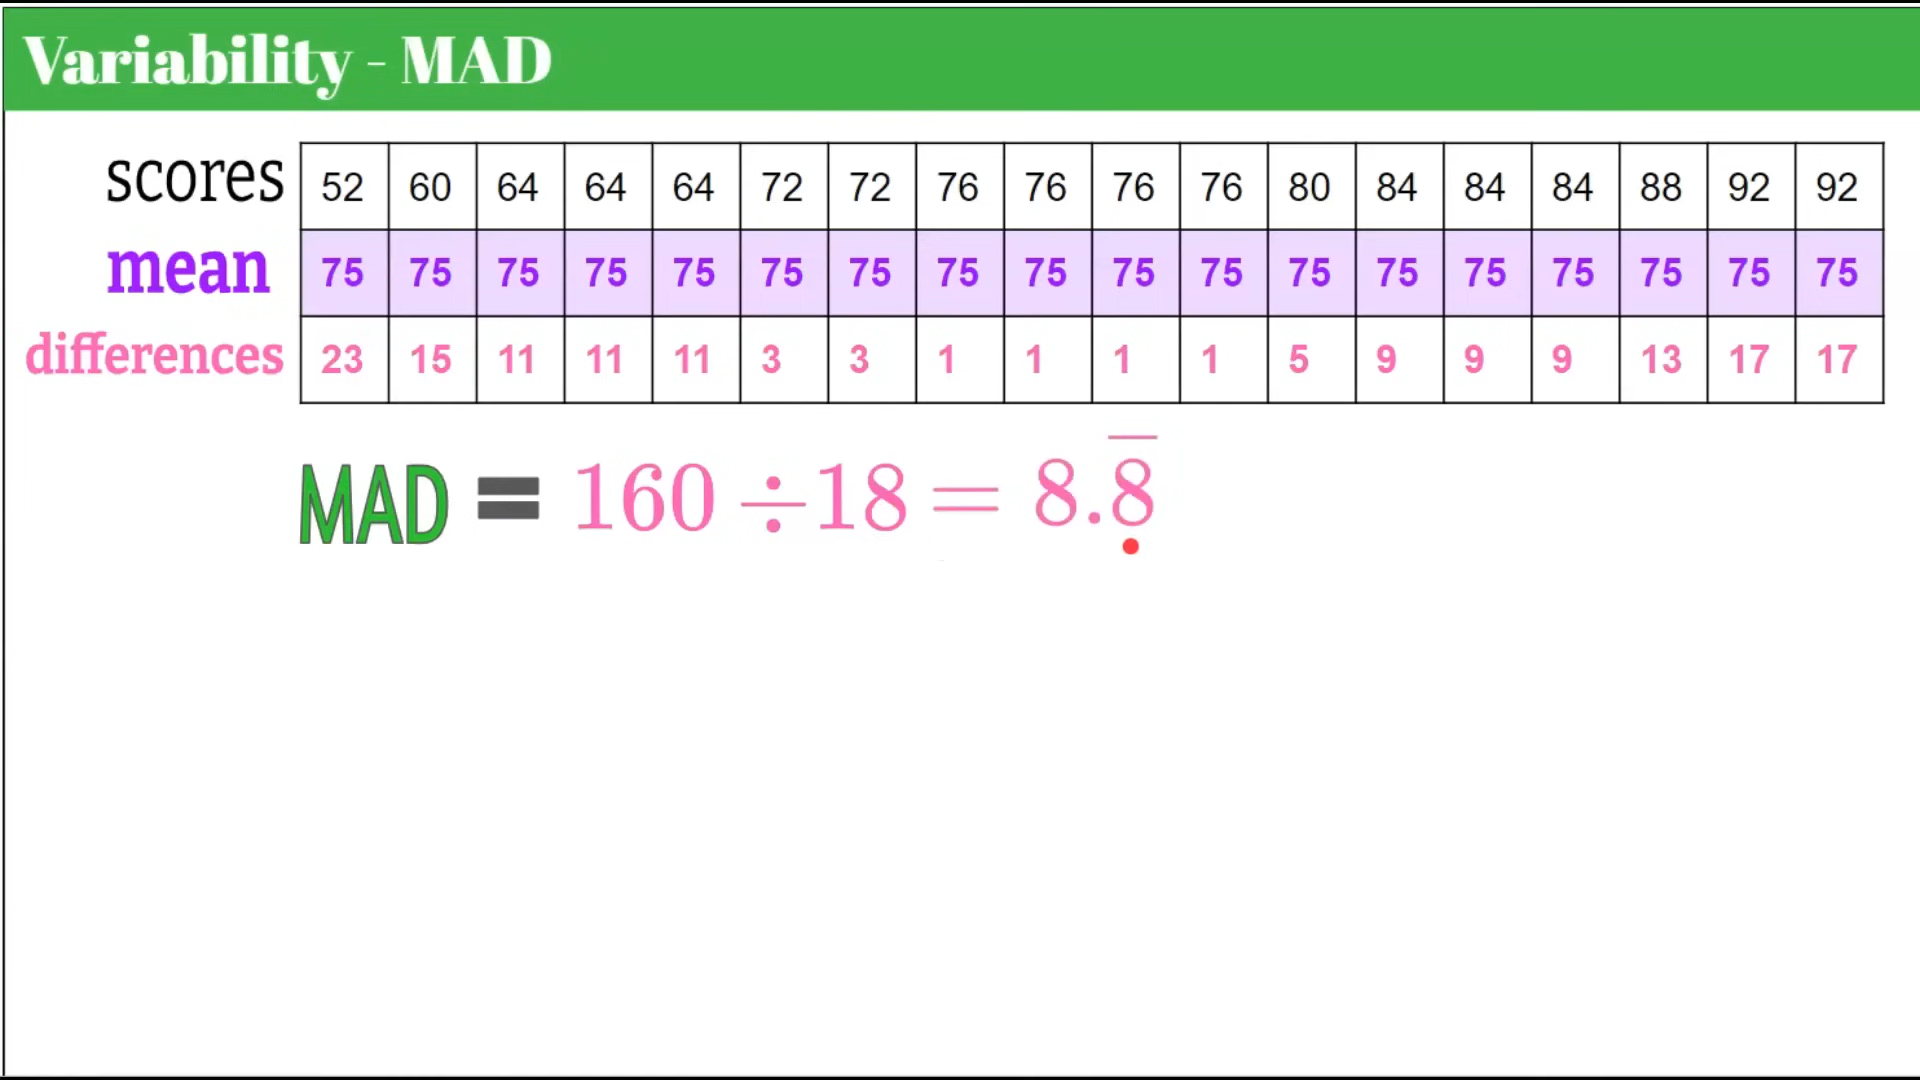 Variability - MAD
scores 52 60 64 64 64 72 72 76 76 76 76 80 84 84 84 88 92 92
mean 75 75 75 75 75 75 75 75 75 75 75 75 75 75 75 75 75 75
differences 23 15 11 11 11 3 3 1 1 1 1 5 9 9 9 13 17 17
MAD = 160 ÷ 18 = 8.8̅